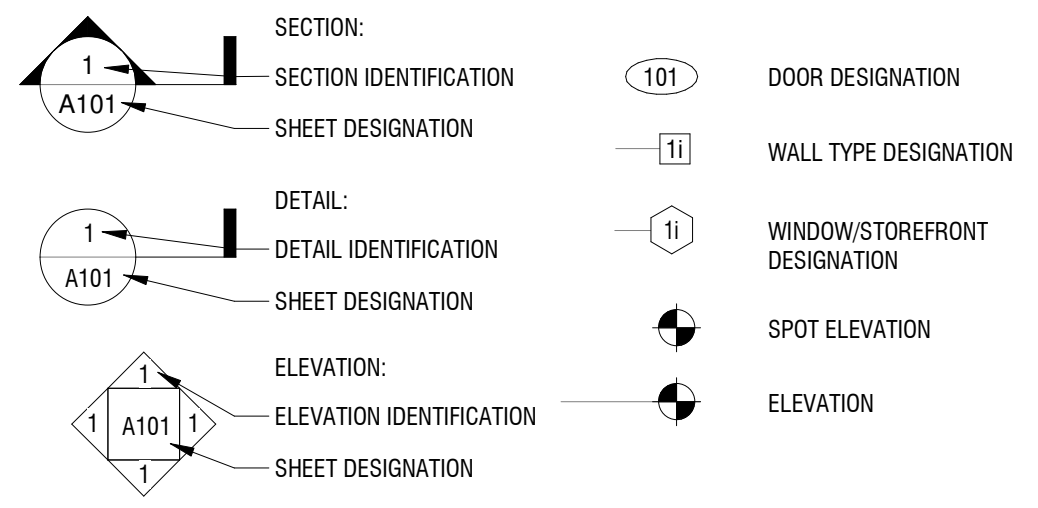 SECTION:
1
SECTION IDENTIFICATION
A101
SHEET DESIGNATION
DETAIL:
1
DETAIL IDENTIFICATION
A101
SHEET DESIGNATION
ELEVATION:
1
ELEVATION IDENTIFICATION
1 A101 1
SHEET DESIGNATION
1
101 DOOR DESIGNATION
1i WALL TYPE DESIGNATION
1i WINDOW/STOREFRONT
DESIGNATION
SPOT ELEVATION
ELEVATION